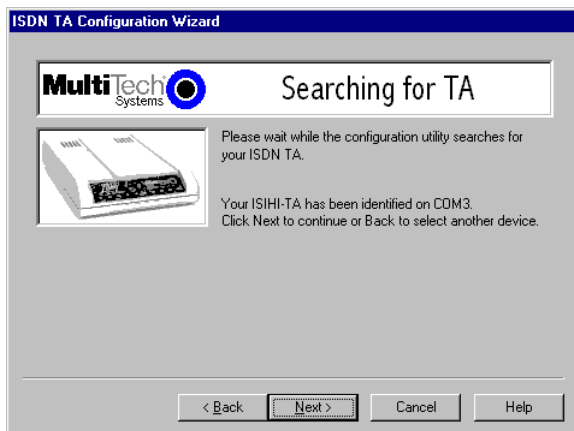 ISDN TA Configuration Wizard
MultiTech
Systems
Searching for TA
Please wait while the configuration utility searches for
your ISDN TA.
Your ISIHI-TA has been identified on COM3.
Click Next to continue or Back to select another device.
< Back
Next >
Cancel
Help